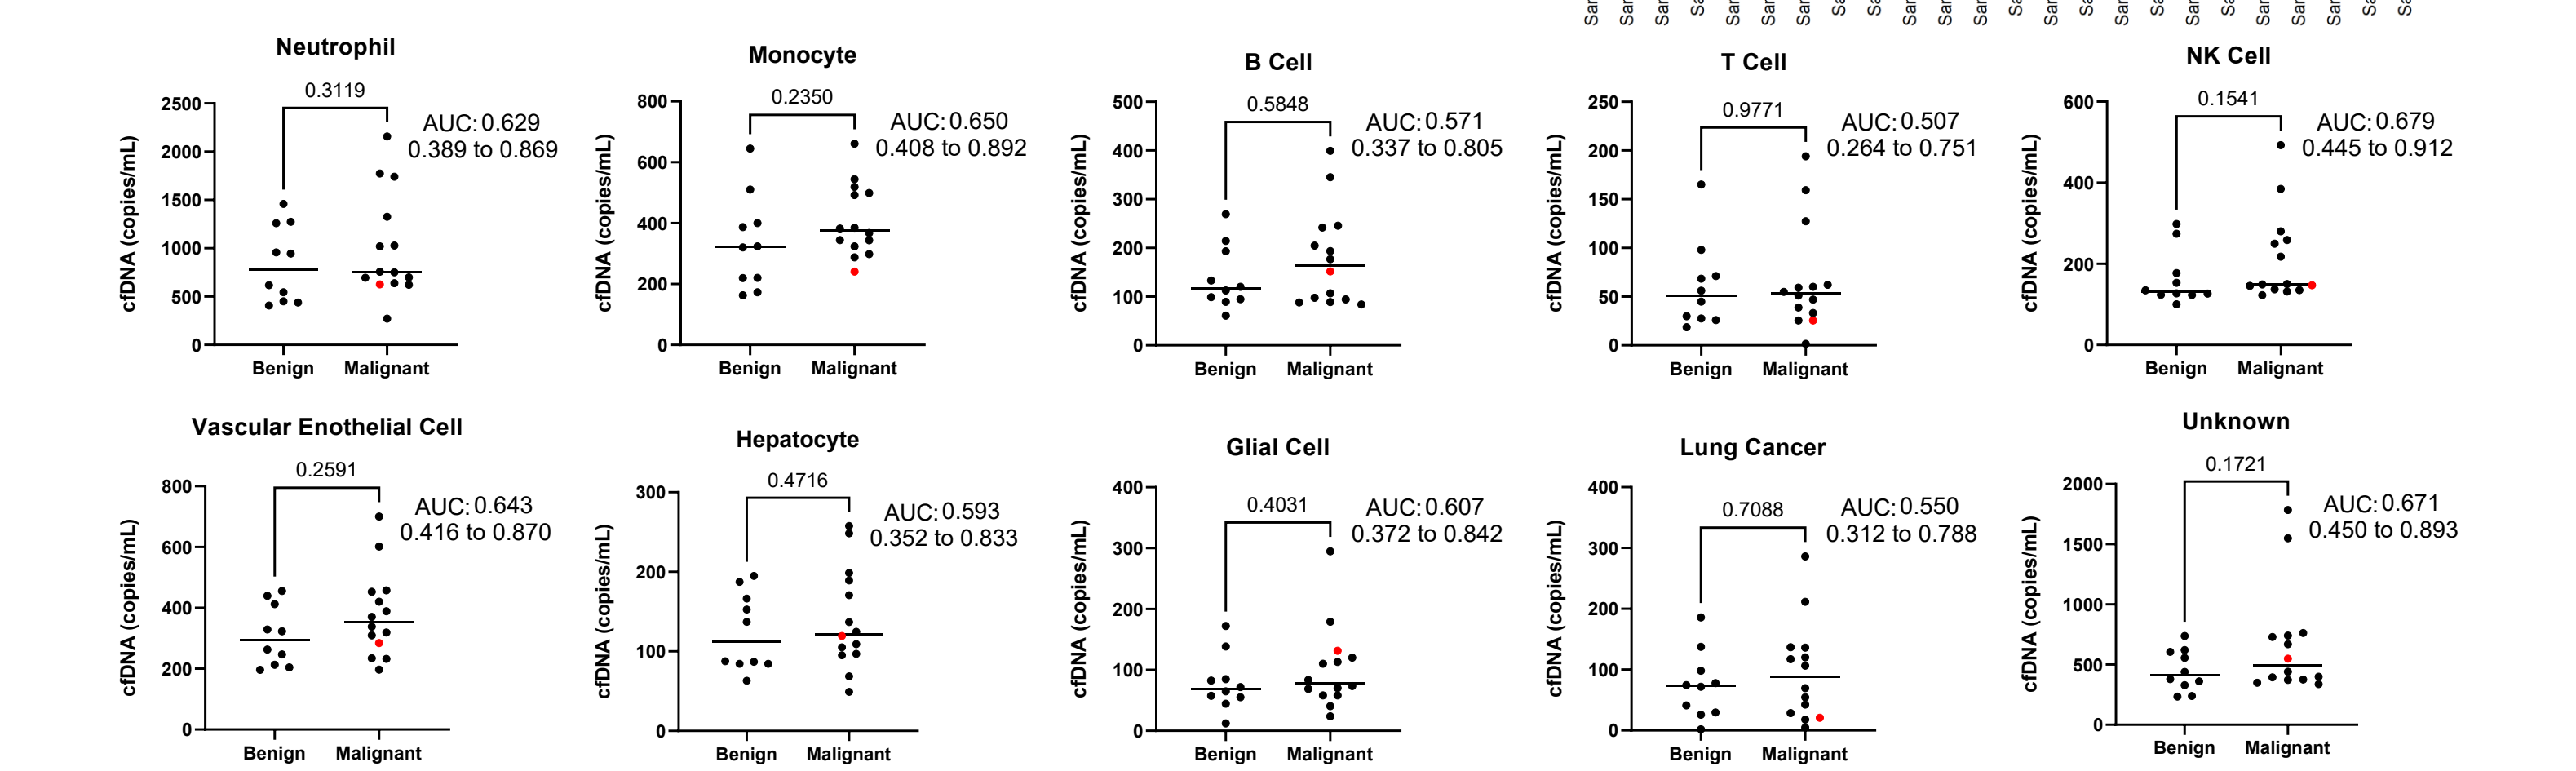 Neutrophil
0.3119
AUC: 0.629
0.389 to 0.869
cfDNA (copies/mL)
2500
2000
1500
1000
500
0
Benign Malignant
Monocyte
0.2350
AUC: 0.650
0.408 to 0.892
cfDNA (copies/mL)
800
600
400
200
0
Benign Malignant
B Cell
0.5848
AUC: 0.571
0.337 to 0.805
cfDNA (copies/mL)
500
400
300
200
100
0
Benign Malignant
T Cell
0.9771
AUC: 0.507
0.264 to 0.751
cfDNA (copies/mL)
250
200
150
100
50
0
Benign Malignant
NK Cell
0.1541
AUC: 0.679
0.445 to 0.912
cfDNA (copies/mL)
600
400
200
0
Benign Malignant
Vascular Enothelial Cell
0.2591
AUC: 0.643
0.416 to 0.870
cfDNA (copies/mL)
800
600
400
200
0
Benign Malignant
Hepatocyte
0.4716
AUC: 0.593
0.352 to 0.833
cfDNA (copies/mL)
300
200
100
0
Benign Malignant
Glial Cell
0.4031
AUC: 0.607
0.372 to 0.842
cfDNA (copies/mL)
400
300
200
100
0
Benign Malignant
Lung Cancer
0.7088
AUC: 0.550
0.312 to 0.788
cfDNA (copies/mL)
400
300
200
100
0
Benign Malignant
Unknown
0.1721
AUC: 0.671
0.450 to 0.893
cfDNA (copies/mL)
2000
1500
1000
500
0
Benign Malignant